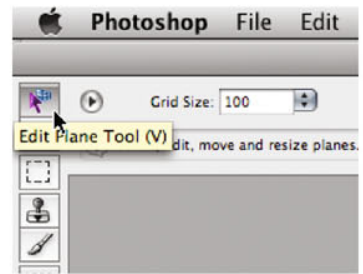 Photoshop File Edit
Grid Size: 100
Edit Plane Tool (V)
dit, move and resize planes.